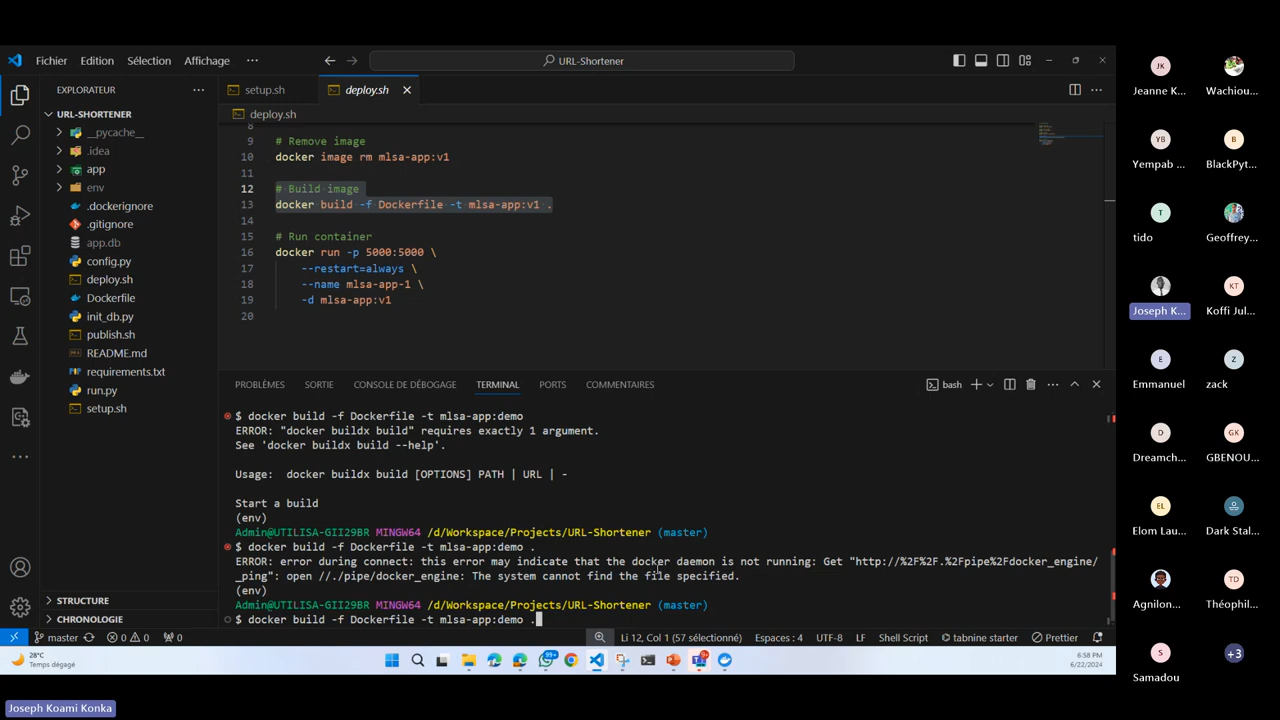 Fichier Edition Sélection Affichage ···
URL-Shortener
EXPLORATEUR ···
URL-SHORTENER
__pycache__
.idea
app
env
.dockerignore
.gitignore
app.db
config.py
deploy.sh
Dockerfile
init_db.py
publish.sh
README.md
requirements.txt
run.py
setup.sh
STRUCTURE
CHRONOLOGIE
setup.sh deploy.sh
deploy.sh
8
9 # Remove image
10 docker image rm mlsa-app:v1
11
12 # Build image
13 docker build -f Dockerfile -t mlsa-app:v1 .
14
15 # Run container
16 docker run -p 5000:5000 \
17 --restart=always \
18 --name mlsa-app-1 \
19 -d mlsa-app:v1
20
PROBLÈMES SORTIE CONSOLE DE DÉBOGAGE TERMINAL PORTS COMMENTAIRES bash
$ docker build -f Dockerfile -t mlsa-app:demo
ERROR: "docker buildx build" requires exactly 1 argument.
See 'docker buildx build --help'.
Usage: docker buildx build [OPTIONS] PATH | URL | -
Start a build
(env)
Admin@UTILISA-GII29BR MINGW64 /d/Workspace/Projects/URL-Shortener (master)
$ docker build -f Dockerfile -t mlsa-app:demo .
ERROR: error during connect: this error may indicate that the docker daemon is not running: Get "http://%2F%2F.%2Fpipe%2Fdocker_engine/
_ping": open //./pipe/docker_engine: The system cannot find the file specified.
(env)
Admin@UTILISA-GII29BR MINGW64 /d/Workspace/Projects/URL-Shortener (master)
$ docker build -f Dockerfile -t mlsa-app:demo .
master 0 0 0 Li 12, Col 1 (57 sélectionné) Espaces : 4 UTF-8 LF Shell Script tabnine starter Prettier
28°C
Temps dégagé
99+
9+
6:58 PM
6/22/2024
JK
Jeanne K... Wachiou...
YB B
Yempab ... BlackPyt...
T
tido Geoffrey...
KT
Joseph K... Koffi Jul...
E Z
Emmanuel zack
D GK
Dreamch... GBENOU...
EL
Elom Lau... Dark Stal...
TD
Agnilon... Théophil...
S +3
Samadou
Joseph Koami Konka